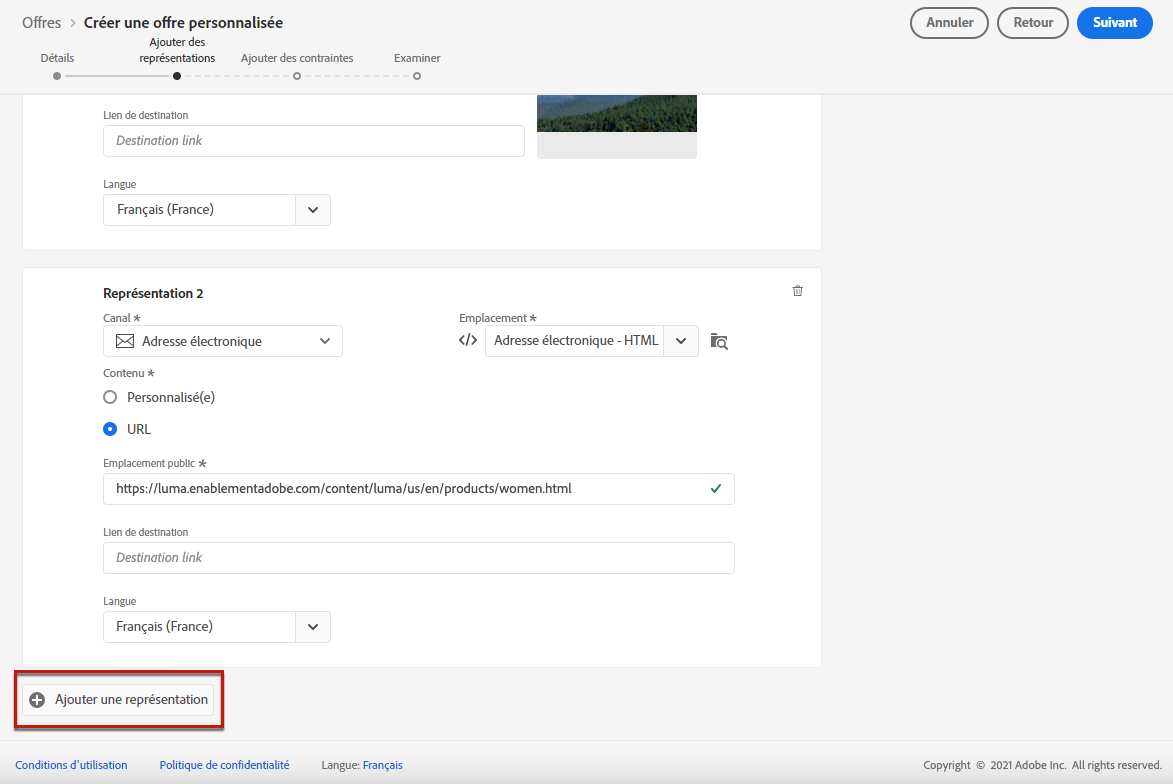 Offres > Créer une offre personnalisée
Annuler
Retour
Suivant
Détails
Ajouter des
représentations
Ajouter des contraintes
Examiner
Lien de destination
Destination link
Langue
Français (France)
Représentation 2
Canal *
Adresse électronique
Emplacement *
</> Adresse électronique - HTML
Contenu *
Personnalisé(e)
URL
Emplacement public *
https://luma.enablementadobe.com/content/luma/us/en/products/women.html
Lien de destination
Destination link
Langue
Français (France)
Ajouter une représentation
Conditions d'utilisation
Politique de confidentialité
Langue: Français
Copyright © 2021 Adobe Inc. All rights reserved.